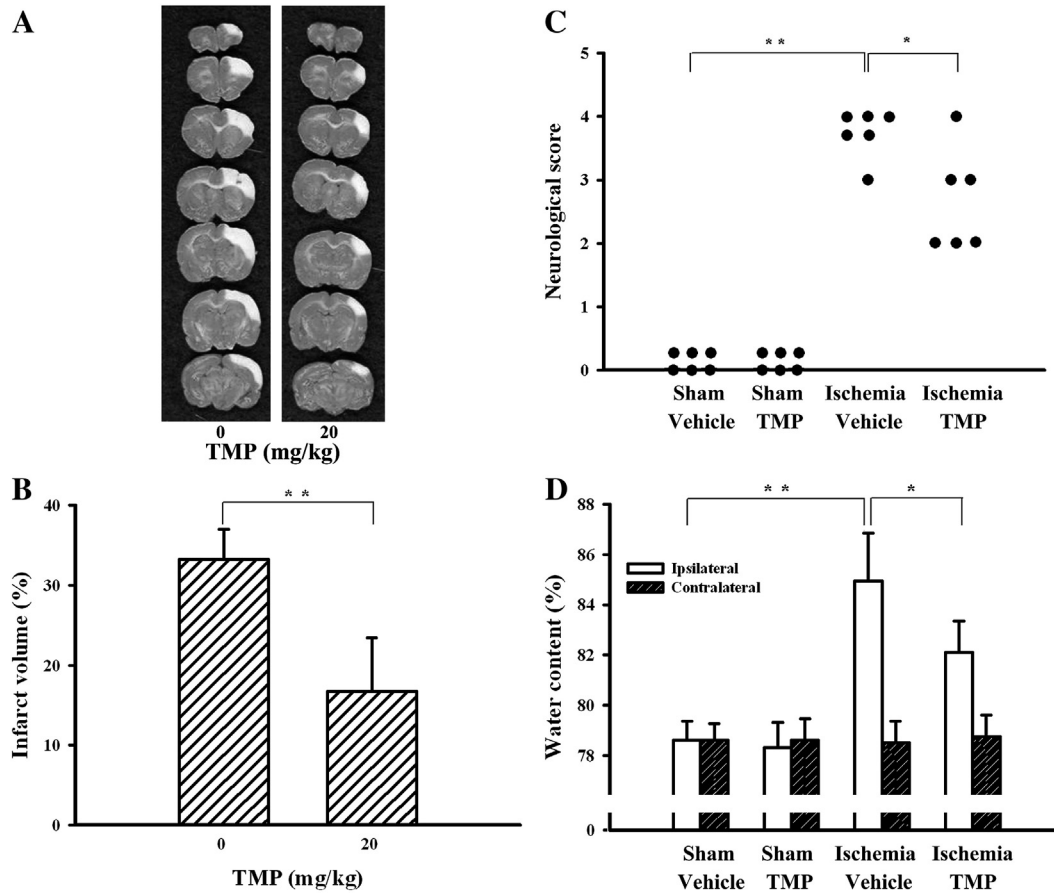 A
0
20
TMP (mg/kg)
B
Infarct volume (%)
40
30
20
10
0
* *
0
20
TMP (mg/kg)
C
Neurological score
5
4
3
2
1
0
* *
*
Sham
Vehicle
Sham
TMP
Ischemia
Vehicle
Ischemia
TMP
D
Water content (%)
88
86
84
82
79
78
0
* *
*
Ipsilateral
Contralateral
Sham
Vehicle
Sham
TMP
Ischemia
Vehicle
Ischemia
TMP